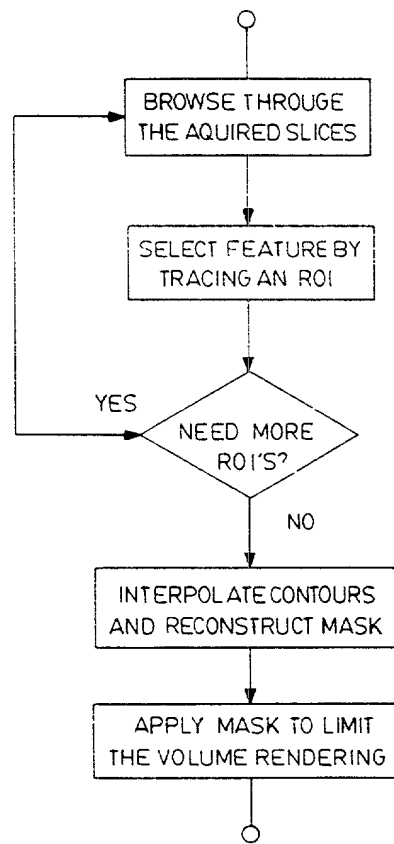 BROWSE THROUGE
THE AQUIRED SLICES
SELECT FEATURE BY
TRACING AN ROI
YES
NEED MORE
ROI'S?
NO
INTERPOLATE CONTOURS
AND RECONSTRUCT MASK
APPLY MASK TO LIMIT
THE VOLUME RENDERING